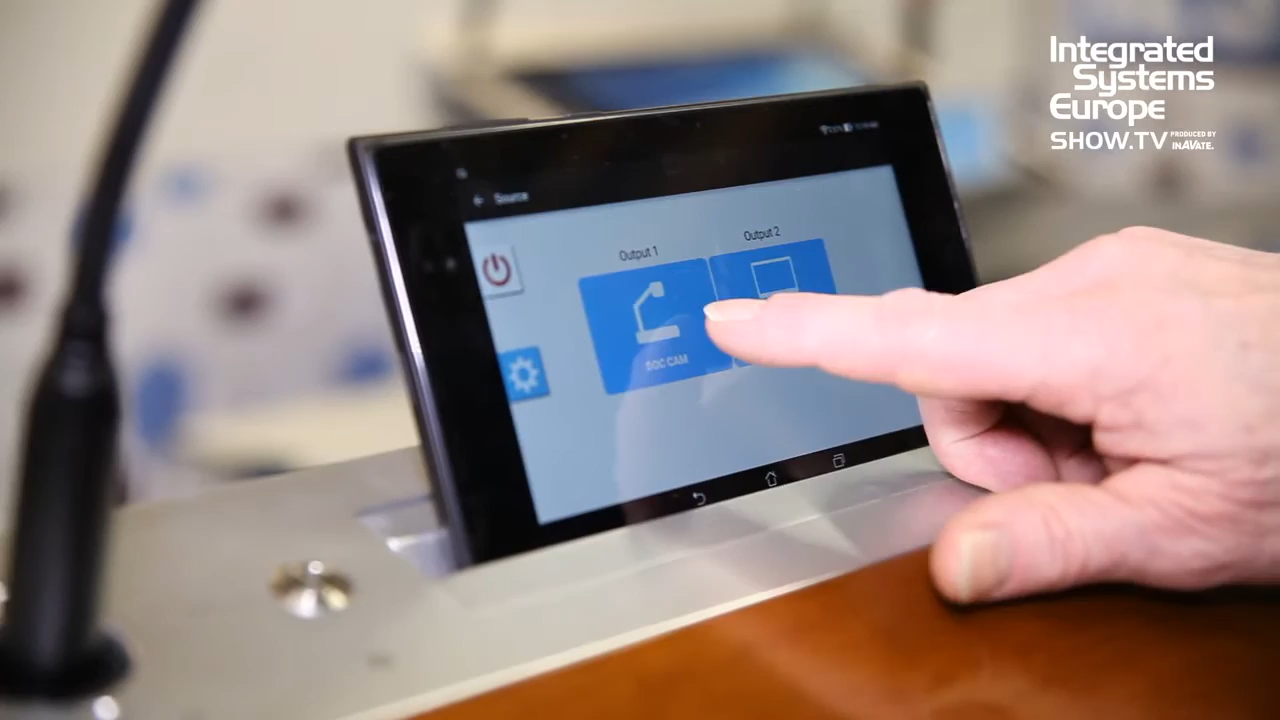 Integrated
Systems
Europe
SHOW.TV PRODUCED BY
INAVATE.
Source
Output 1
Output 2
DOC CAM